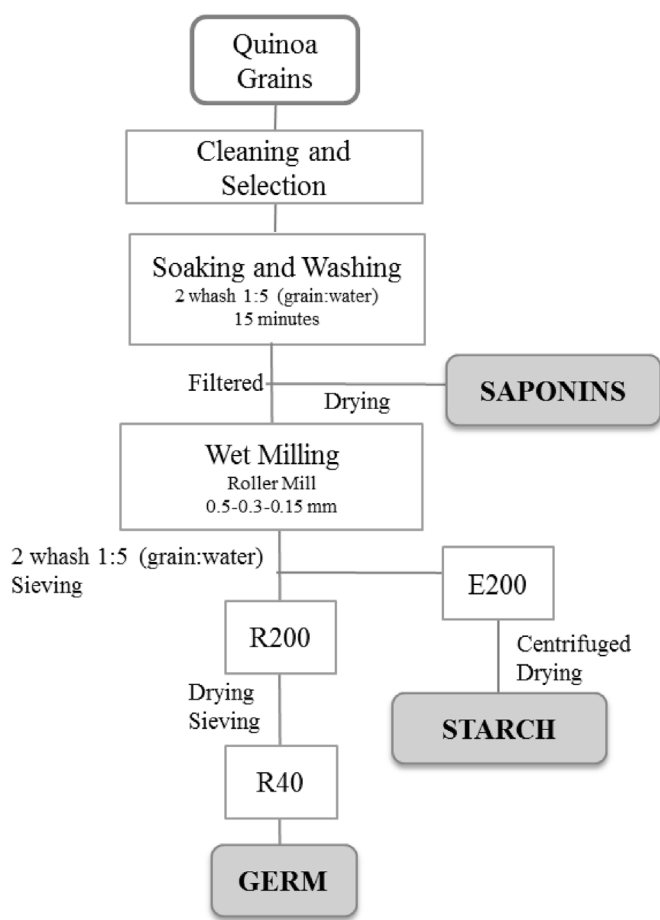 Quinoa
Grains
Cleaning and
Selection
Soaking and Washing
2 whash 1:5 (grain:water)
15 minutes
Filtered
Drying
SAPONINS
Wet Milling
Roller Mill
0.5-0.3-0.15 mm
2 whash 1:5 (grain:water)
Sieving
E200
R200
Centrifuged
Drying
Drying
Sieving
STARCH
R40
GERM